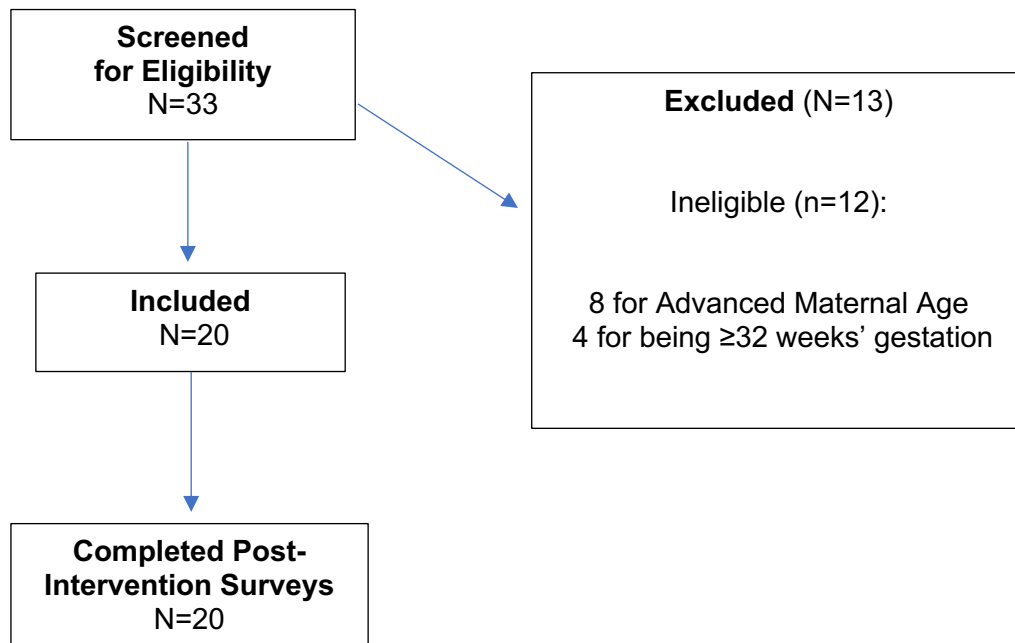 Screened
for Eligibility
N=33
Excluded (N=13)
Ineligible (n=12):
8 for Advanced Maternal Age
4 for being ≥32 weeks’ gestation
Included
N=20
Completed Post-
Intervention Surveys
N=20